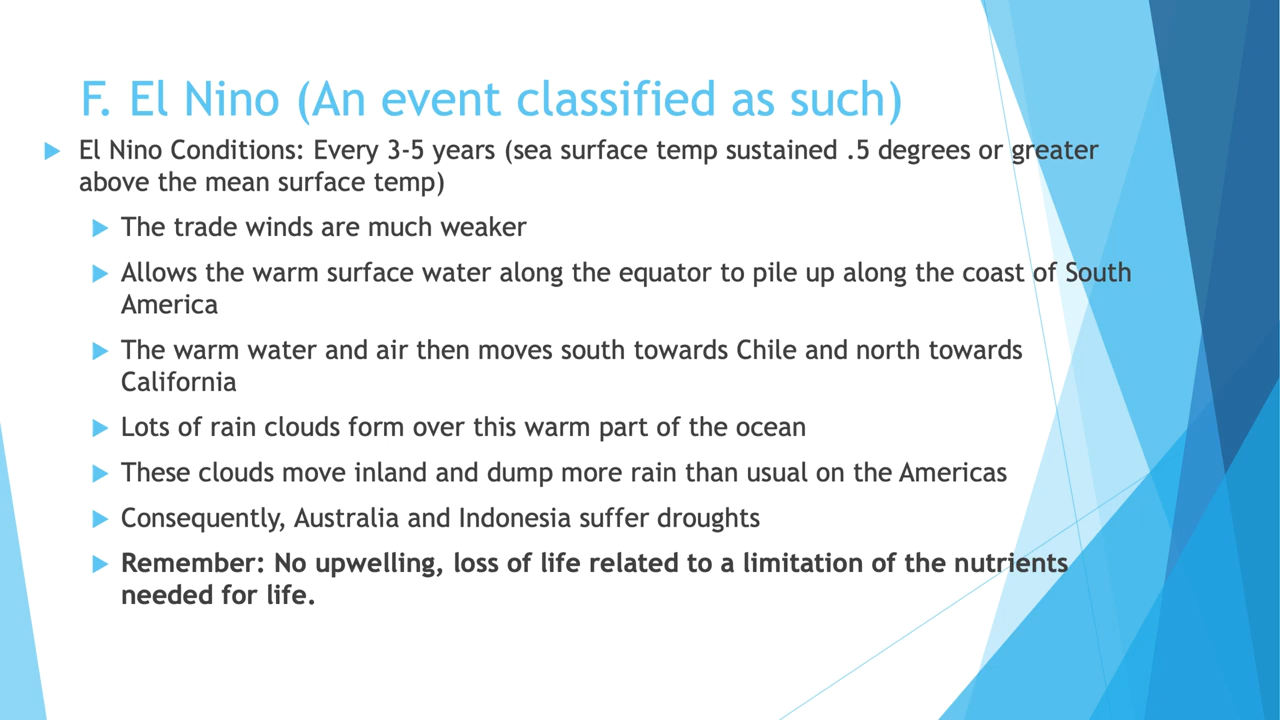 F. El Nino (An event classified as such)
El Nino Conditions: Every 3-5 years (sea surface temp sustained .5 degrees or greater
above the mean surface temp)
The trade winds are much weaker
Allows the warm surface water along the equator to pile up along the coast of South
America
The warm water and air then moves south towards Chile and north towards
California
Lots of rain clouds form over this warm part of the ocean
These clouds move inland and dump more rain than usual on the Americas
Consequently, Australia and Indonesia suffer droughts
Remember: No upwelling, loss of life related to a limitation of the nutrients
needed for life.